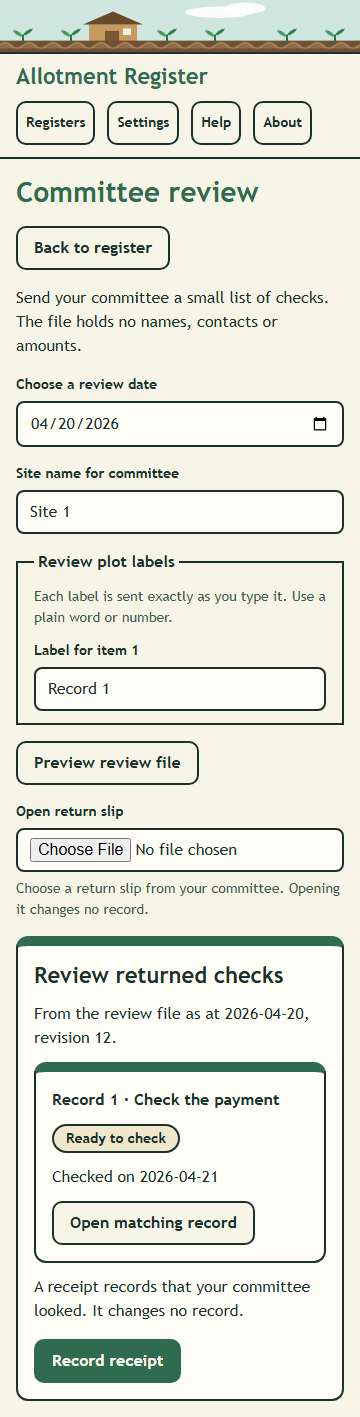 Allotment Register
Registers
Settings
Help
About
Committee review
Back to register
Send your committee a small list of checks.
The file holds no names, contacts or
amounts.
Choose a review date
04/20/2026
Site name for committee
Site 1
Review plot labels
Each label is sent exactly as you type it. Use a
plain word or number.
Label for item 1
Record 1
Preview review file
Open return slip
Choose File No file chosen
Choose a return slip from your committee. Opening
it changes no record.
Review returned checks
From the review file as at 2026-04-20,
revision 12.
Record 1 · Check the payment
Ready to check
Checked on 2026-04-21
Open matching record
A receipt records that your committee
looked. It changes no record.
Record receipt